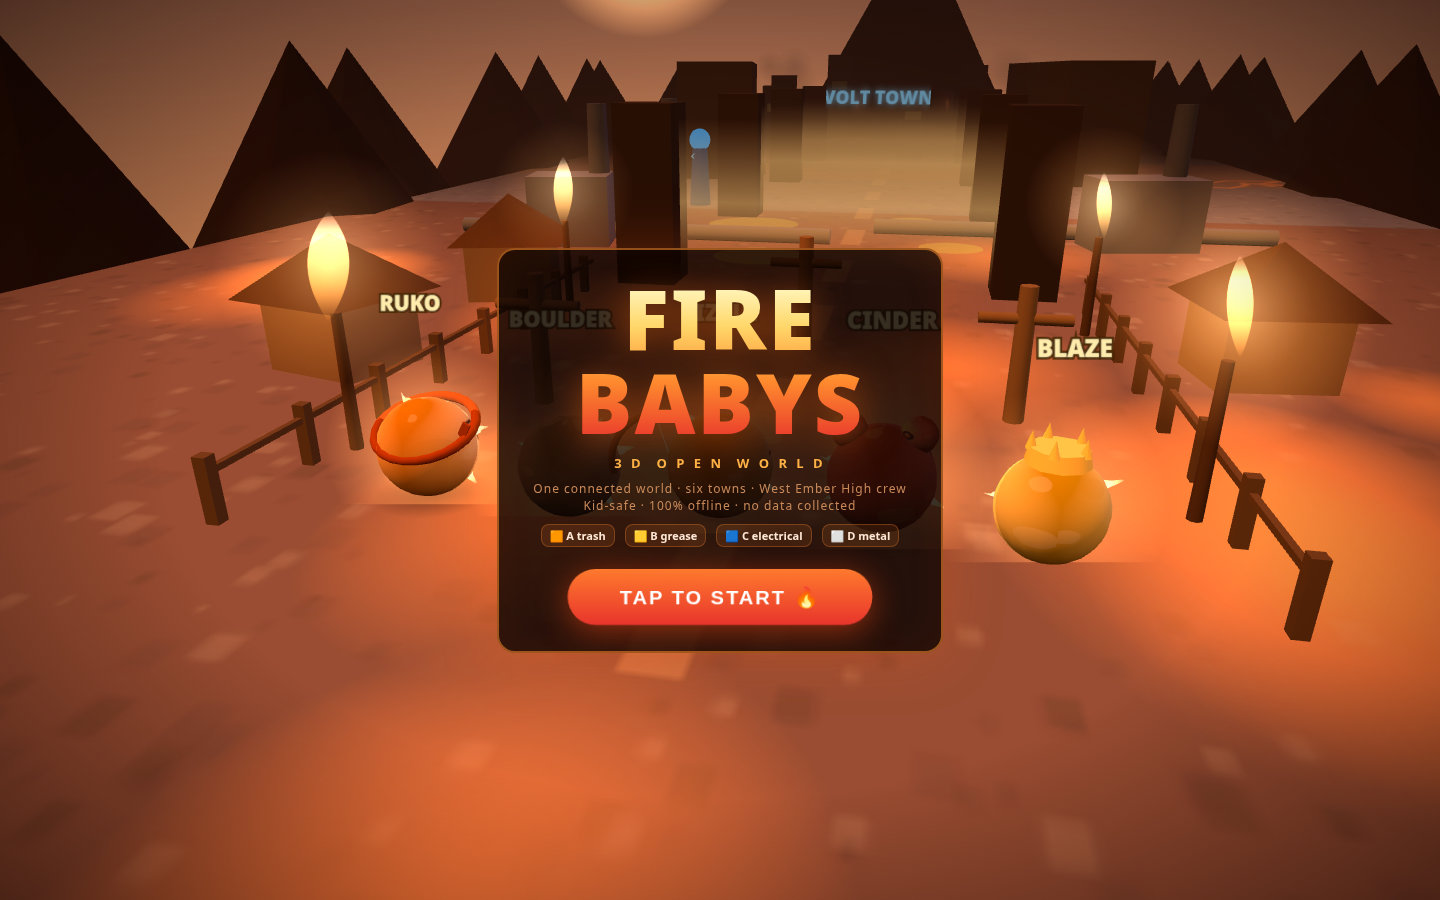 VOLT TOWN
RUKO
BOULDER
CINDER
BLAZE
FIRE
BABYS
3D OPEN WORLD
One connected world · six towns · West Ember High crew
Kid-safe · 100% offline · no data collected
A trash
B grease
C electrical
D metal
TAP TO START 🔥